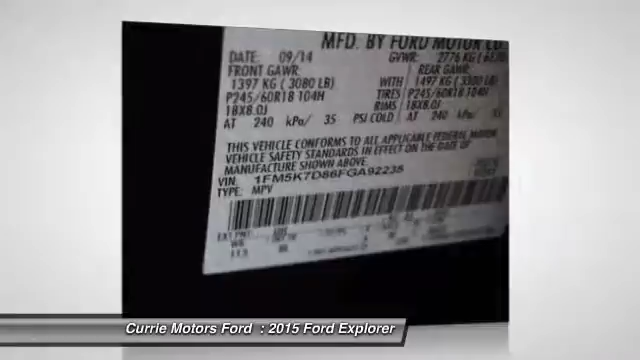 MFD. BY FORD MOTOR CO.
DATE: 09/14 GVWR: 2776 KG
FRONT GAWR: REAR GAWR:
1397 KG ( 3080 LB) WITH 1497 KG ( 3300 LB)
P245/60R18 104H TIRES P245/60R18 104H
18X8.0J RIMS 18X8.0J
AT 240 kPa/ 35 PSI COLD AT 240 kPa/
THIS VEHICLE CONFORMS TO ALL APPLICABLE FEDERAL MOTOR
VEHICLE SAFETY STANDARDS IN EFFECT ON THE DATE OF
MANUFACTURE SHOWN ABOVE.
VIN: 1FM5K7D86FGA92235
TYPE: MPV
EXT PNT:
Currie Motors Ford : 2015 Ford Explorer